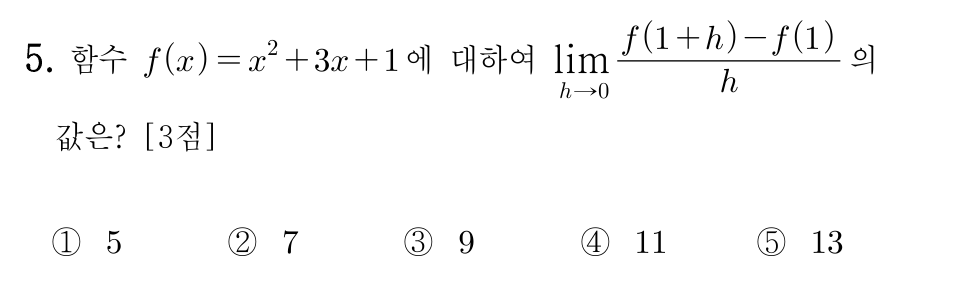 5. 함수 f(x)=x²+3x+1에 대하여 lim_{h→0} \frac{f(1+h)-f(1)}{h} 의
값은? [3점]
① 5 ② 7 ③ 9 ④ 11 ⑤ 13